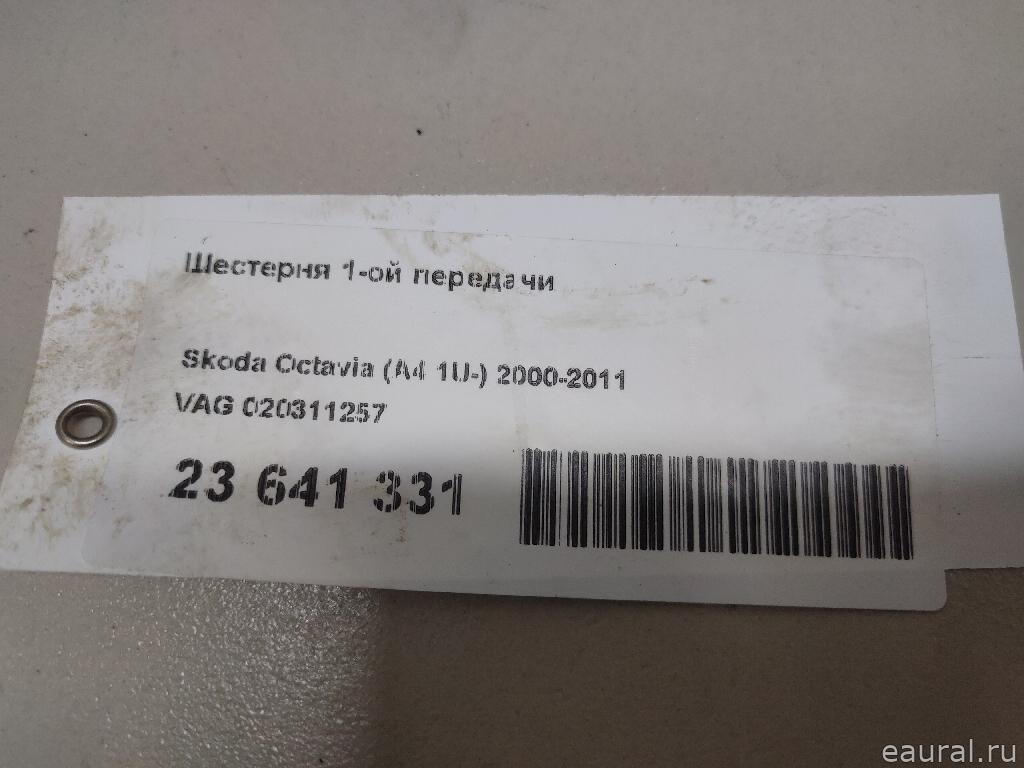 Шестерня 1-ой передачи
Skoda Octavia (A4 1U-) 2000-2011
VAG 020311257
23 641 331
eaural.ru